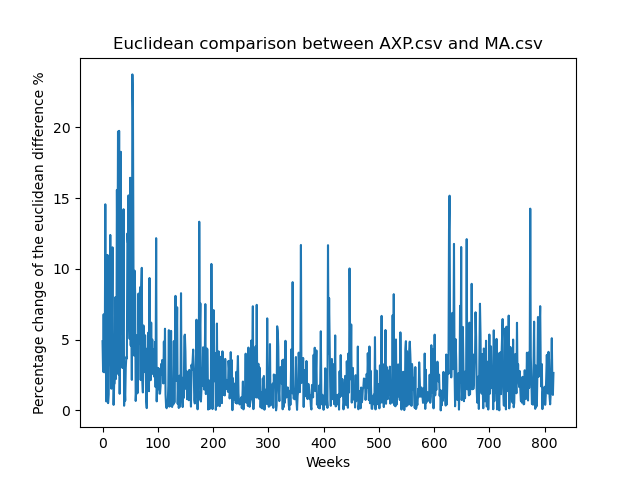 Euclidean comparison between AXP.csv and MA.csv
Percentage change of the euclidean difference %
20
15
10
5
0
0 100 200 300 400 500 600 700 800
Weeks